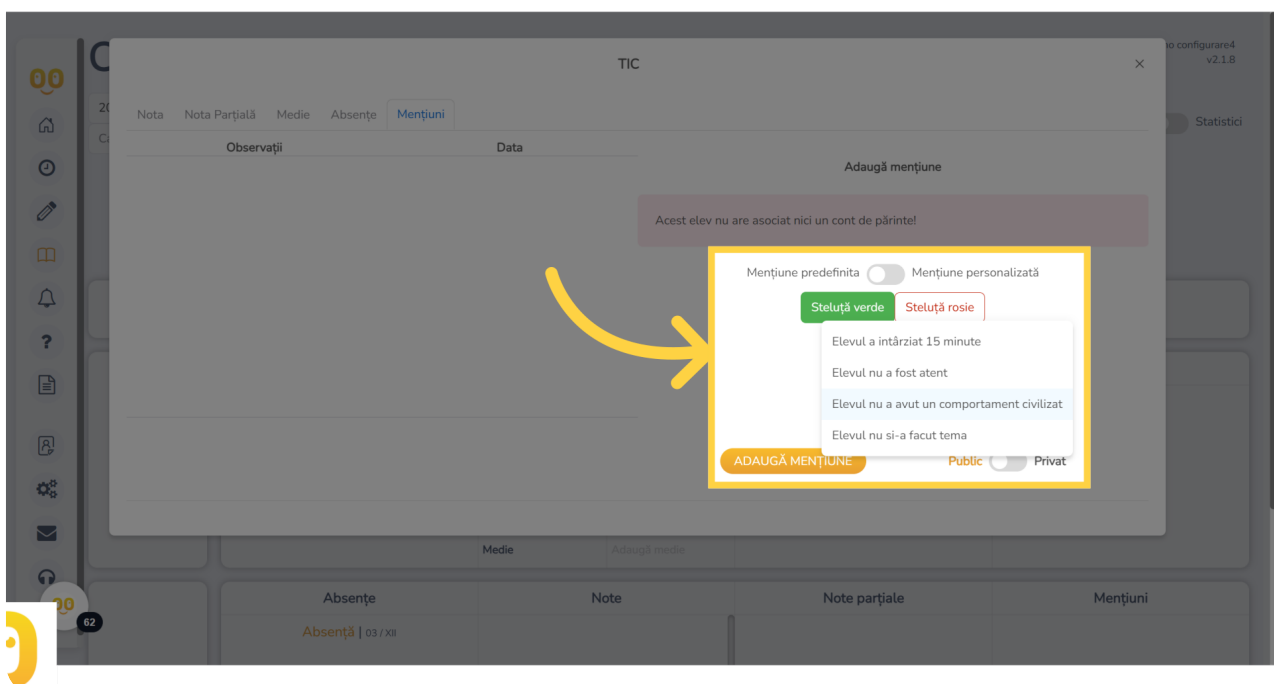 TIC
×
no configurare4
v2.1.8
Statistici
Nota Nota Parțială Medie Absențe Mențiuni
Observații Data
Adaugă mențiune
Acest elev nu are asociat nici un cont de părinte!
Mențiune predefinita Mențiune personalizată
Steluță verde Steluță rosie
Elevul a intârziat 15 minute
Elevul nu a fost atent
Elevul nu a avut un comportament civilizat
Elevul nu si-a facut tema
ADAUGĂ MENȚIUNE Public Privat
Medie Adaugă medie
Absențe Note Note parțiale Mențiuni
62
Absență | 03 / XII